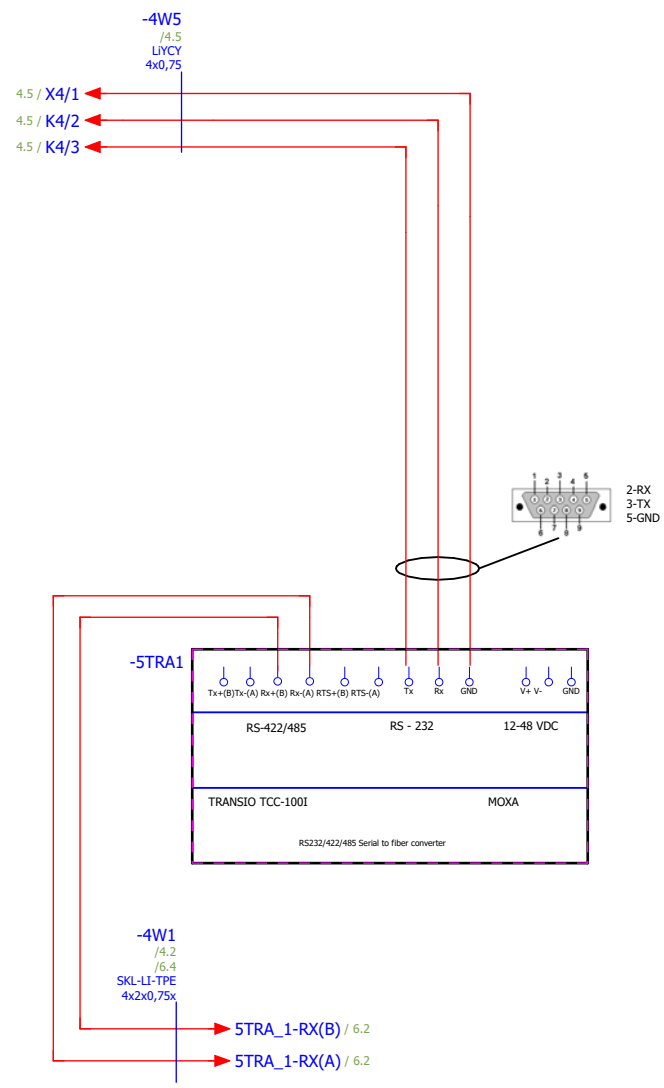 -4W5
/4.5
LiYCY
4x0,75
4.5 / X4/1
4.5 / K4/2
4.5 / K4/3
1 2 3 4 5
6 7 8 9
2-RX
3-TX
5-GND
-5TRA1
Tx+(B) Tx-(A) Rx+(B) Rx-(A) RTS+(B) RTS-(A) Tx Rx GND V+ V- GND
RS-422/485 RS - 232 12-48 VDC
TRANSIO TCC-100I MOXA
RS232/422/485 Serial to fiber converter
-4W1
/4.2
/6.4
SKL-LI-TPE
4x2x0,75x
5TRA_1-RX(B) / 6.2
5TRA_1-RX(A) / 6.2